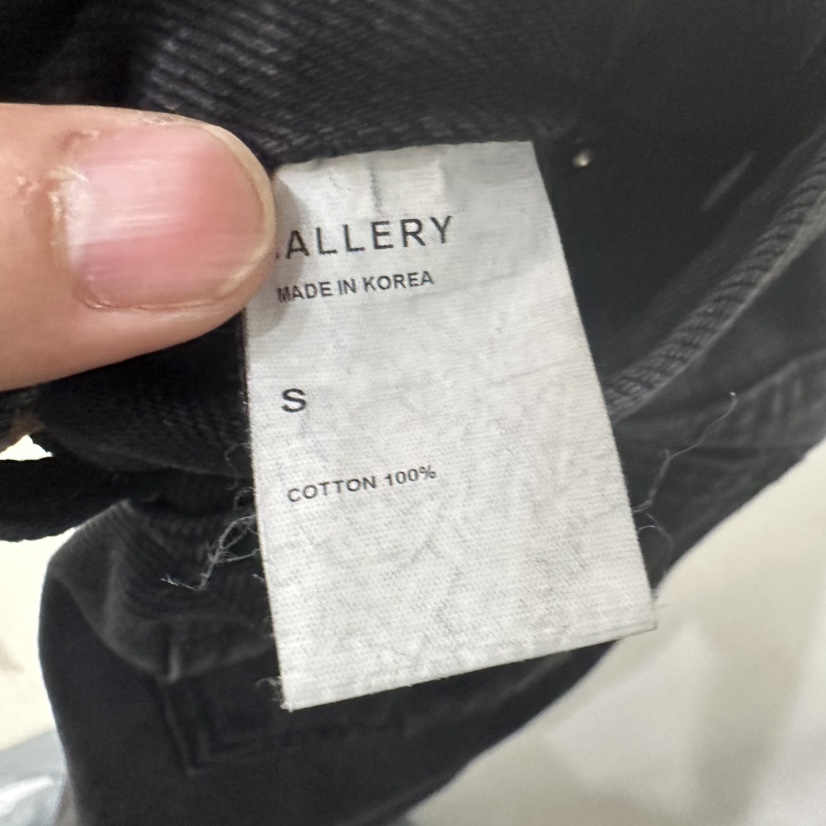 ALLERY
MADE IN KOREA
S
COTTON 100%